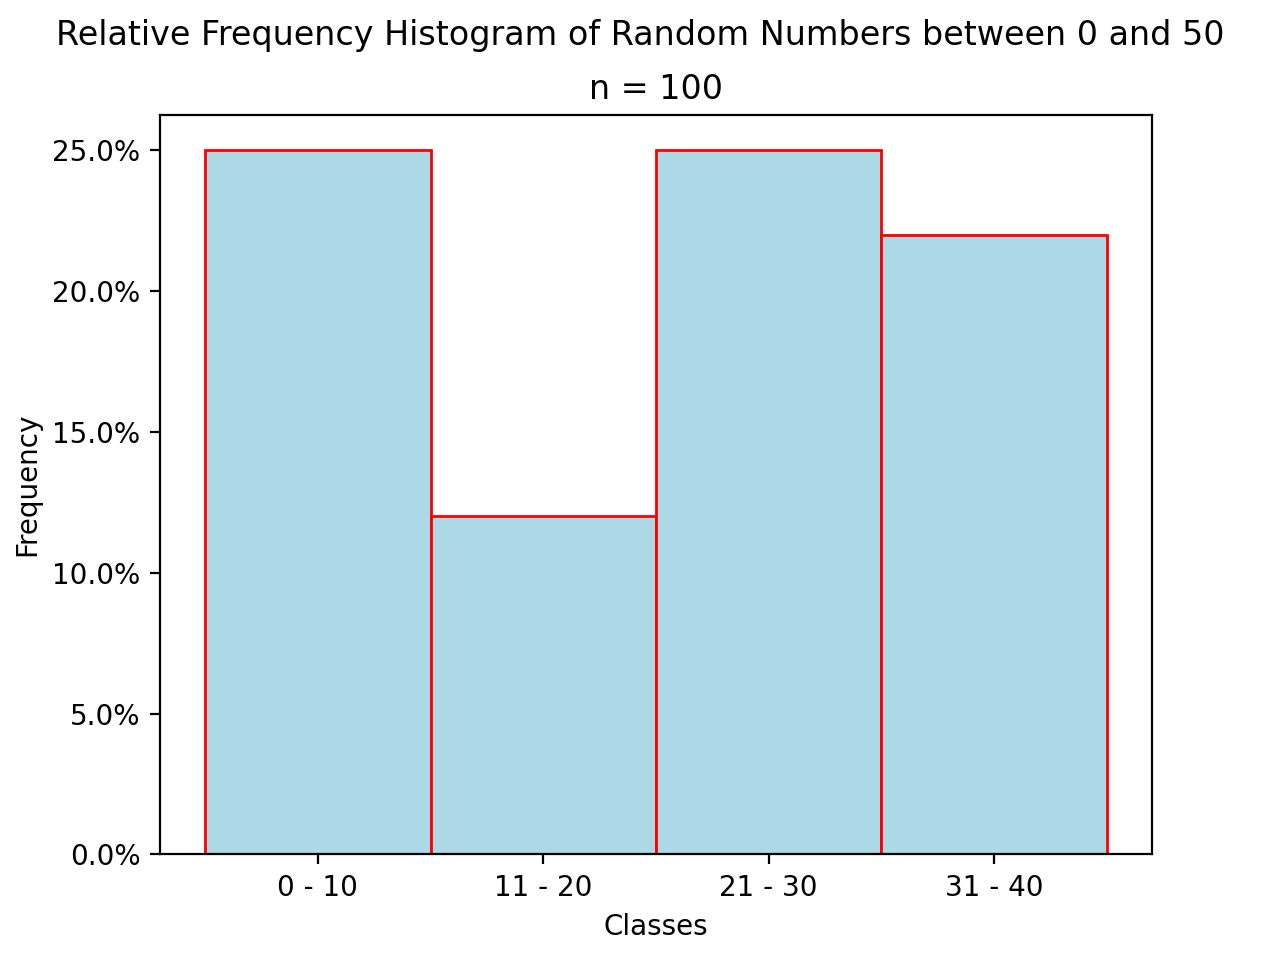 Relative Frequency Histogram of Random Numbers between 0 and 50
n = 100
25.0%
20.0%
15.0%
10.0%
5.0%
0.0%
Frequency
0 - 10 11 - 20 21 - 30 31 - 40
Classes